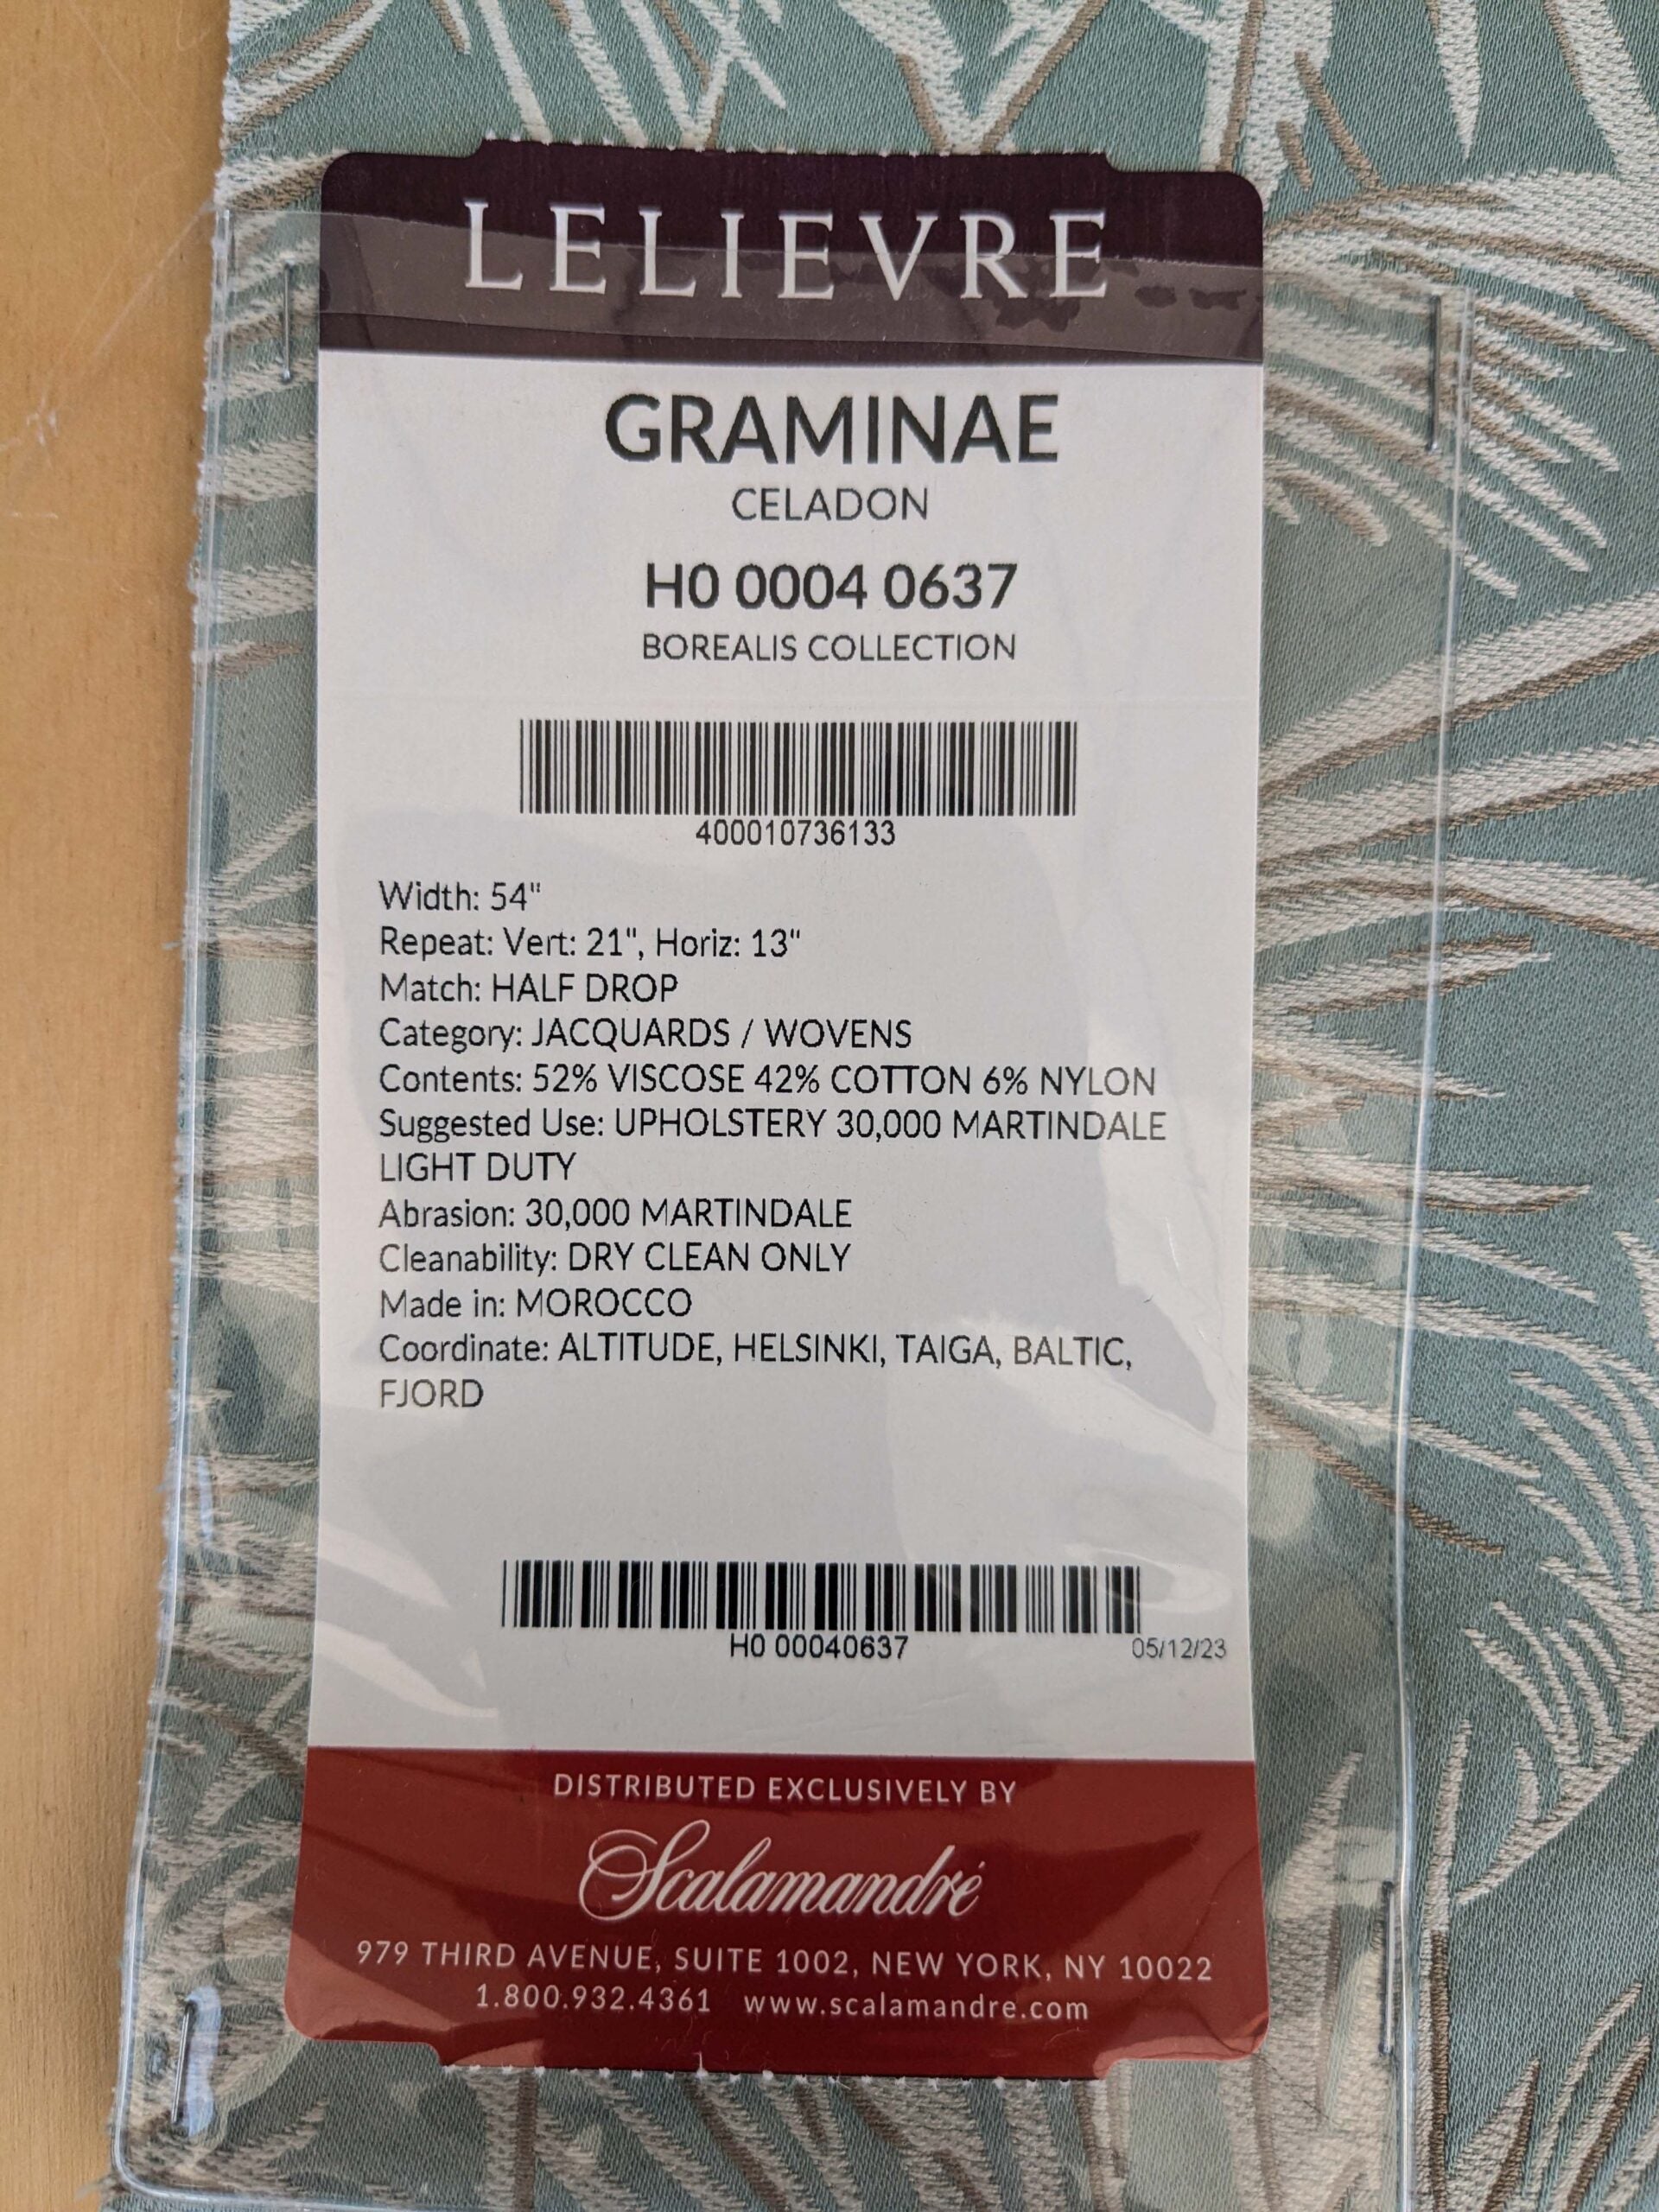 LELIEVRE
GRAMINAE
CELADON
H0 0004 0637
BOREALIS COLLECTION
400010736133
Width: 54"
Repeat: Vert: 21", Horiz: 13"
Match: HALF DROP
Category: JACQUARDS / WOVENS
Contents: 52% VISCOSE 42% COTTON 6% NYLON
Suggested Use: UPHOLSTERY 30,000 MARTINDALE
LIGHT DUTY
Abrasion: 30,000 MARTINDALE
Cleanability: DRY CLEAN ONLY
Made in: MOROCCO
Coordinate: ALTITUDE, HELSINKI, TAIGA, BALTIC,
FJORD
H0 00040637
05/12/23
DISTRIBUTED EXCLUSIVELY BY
Scalamandré
979 THIRD AVENUE, SUITE 1002, NEW YORK, NY 10022
1.800.932.4361 www.scalamandre.com